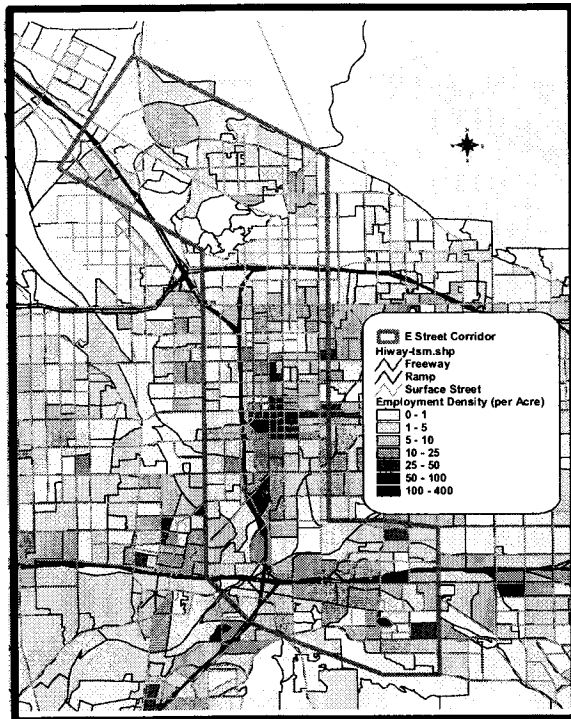 E Street Corridor
Hiway-tsm.shp
Freeway
Ramp
Surface Street
Employment Density (per Acre)
0 - 1
1 - 5
5 - 10
10 - 25
25 - 50
50 - 100
100 - 400